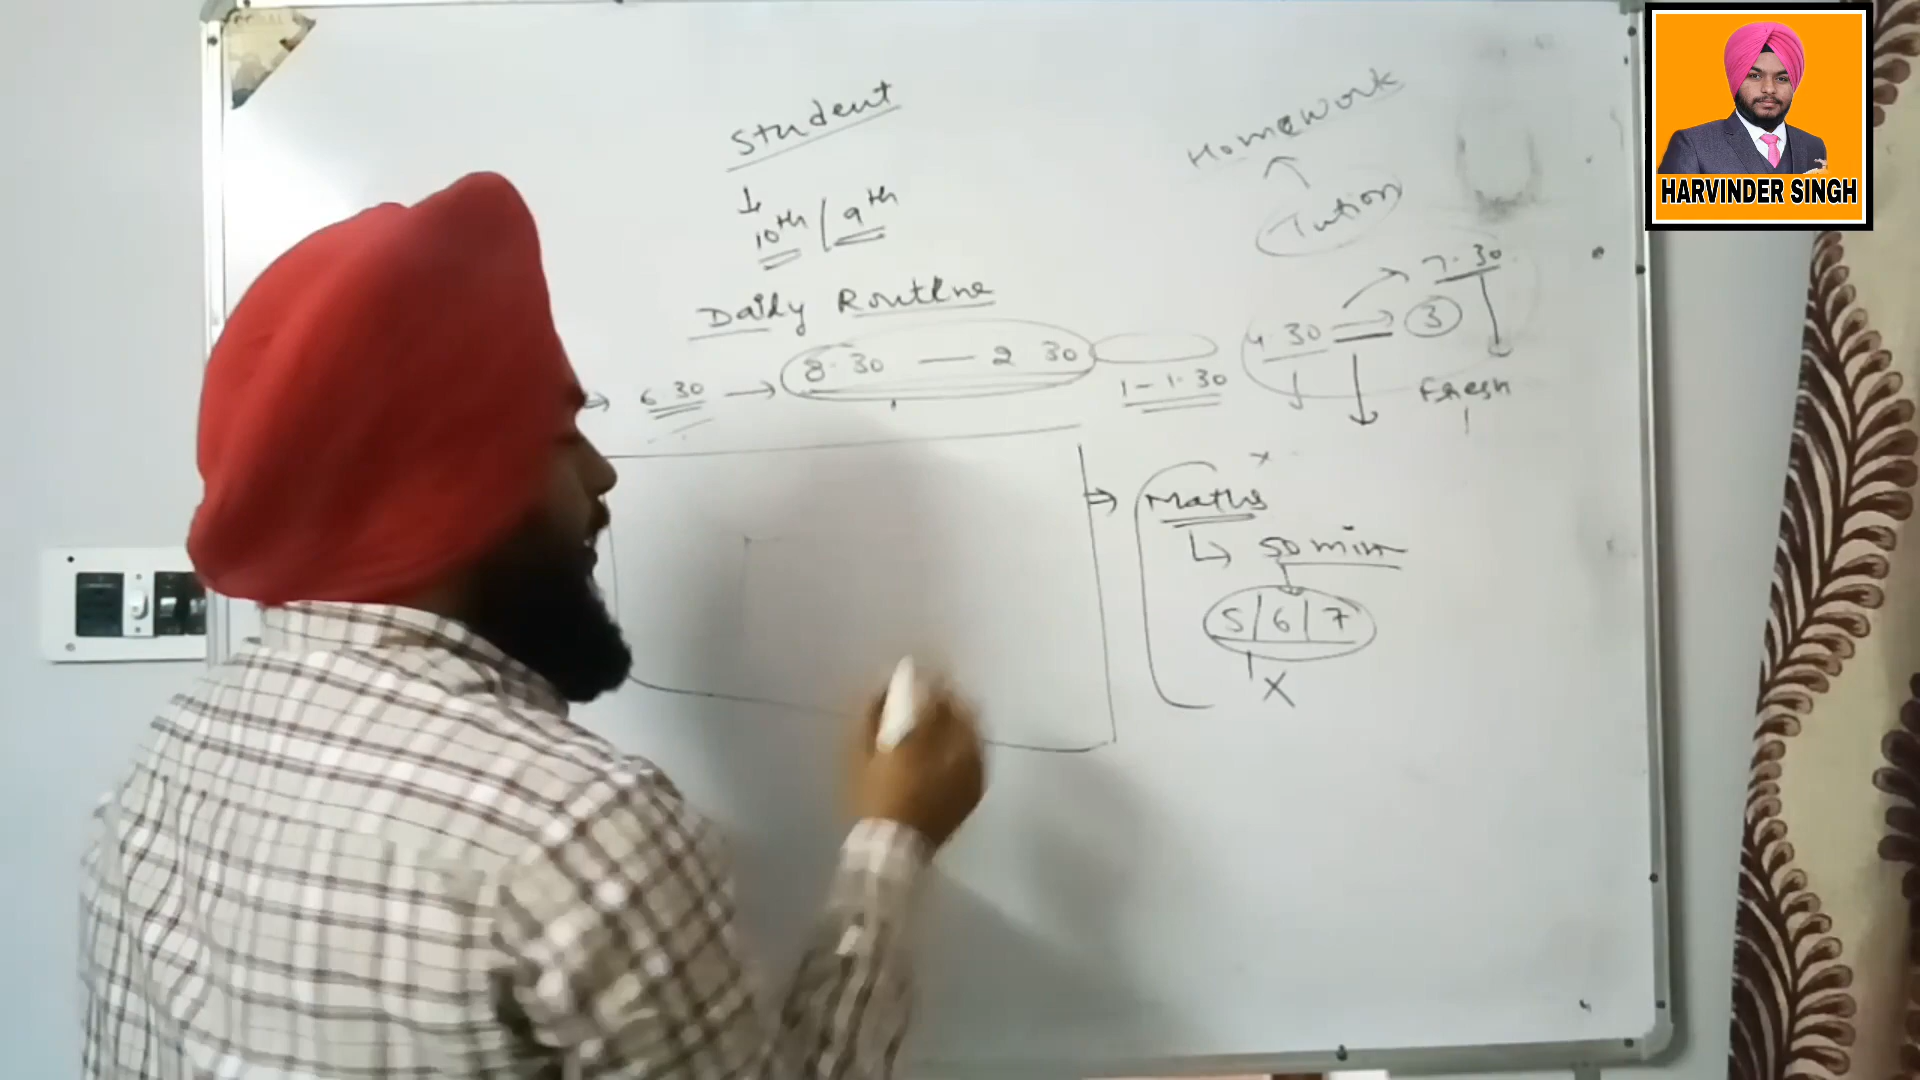 Student
10th / 9th
Daily Routine
6.30 → 8.30 — 2.30
1 - 1.30
Homework
Tution
7.30
4.30 → 3
Fresh
Maths
50 min
5/6/7
X
HARVINDER SINGH